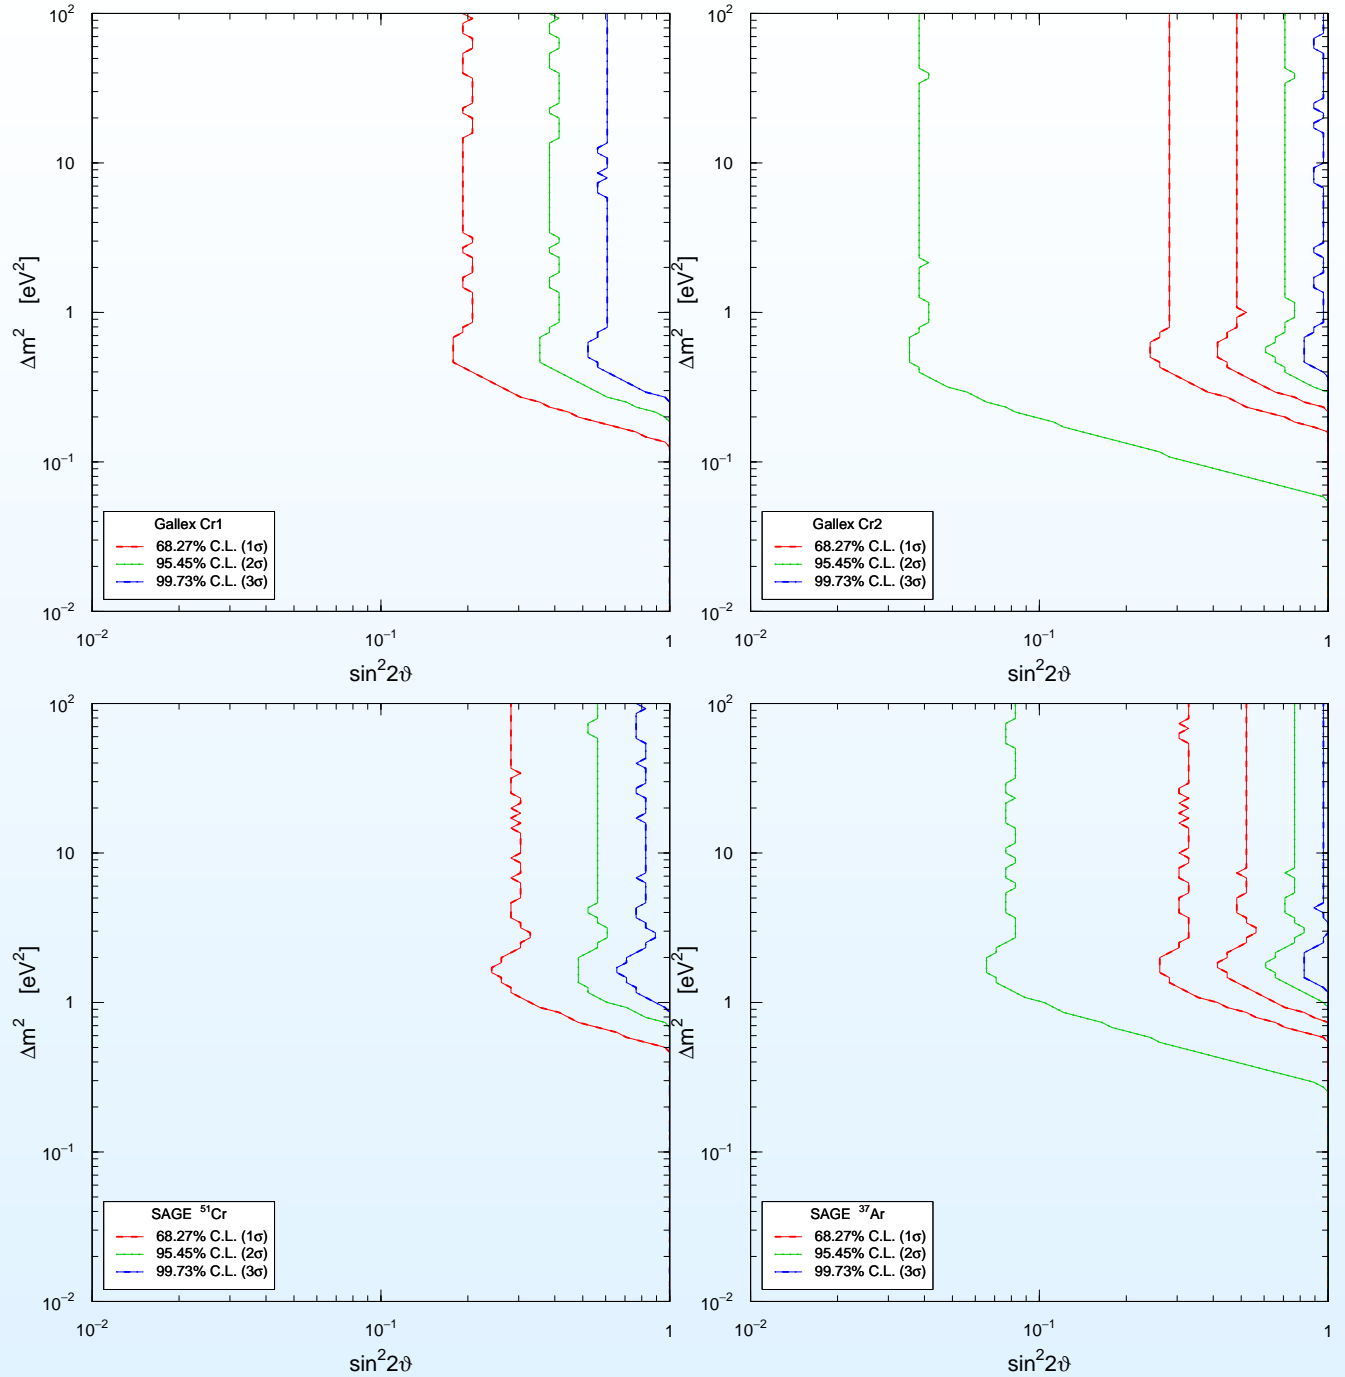 10²
10
1
10⁻¹
10⁻²
Δm² [eV²]
Gallex Cr1
68.27% C.L. (1σ)
95.45% C.L. (2σ)
99.73% C.L. (3σ)
10⁻²
10⁻¹
1
sin²2ϑ
10²
10
1
10⁻¹
10⁻²
Δm² [eV²]
Gallex Cr2
68.27% C.L. (1σ)
95.45% C.L. (2σ)
99.73% C.L. (3σ)
10⁻²
10⁻¹
1
sin²2ϑ
10²
10
1
10⁻¹
10⁻²
Δm² [eV²]
SAGE ⁵¹Cr
68.27% C.L. (1σ)
95.45% C.L. (2σ)
99.73% C.L. (3σ)
10⁻²
10⁻¹
1
sin²2ϑ
10²
10
1
10⁻¹
10⁻²
Δm² [eV²]
SAGE ³⁷Ar
68.27% C.L. (1σ)
95.45% C.L. (2σ)
99.73% C.L. (3σ)
10⁻²
10⁻¹
1
sin²2ϑ